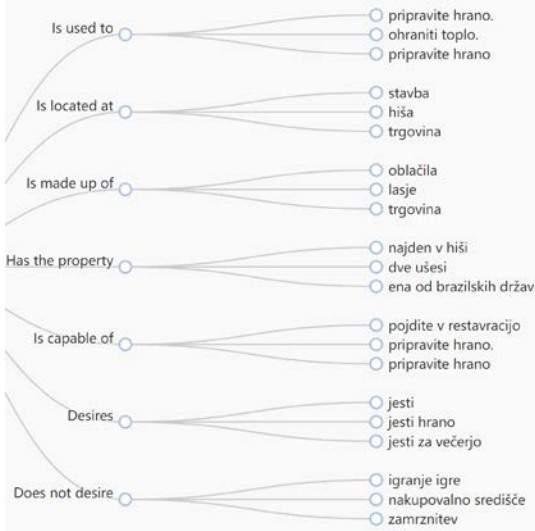 Is used to
pripravite hrano.
ohraniti toplo.
pripravite hrano
Is located at
stavba
hiša
trgovina
Is made up of
oblačila
lasje
trgovina
Has the property
najden v hiši
dve ušesi
ena od brazilskih držav
Is capable of
pojdite v restavracijo
pripravite hrano.
pripravite hrano
Desires
jesti
jesti hrano
jesti za večerjo
Does not desire
igranje igre
nakupovalno središče
zamrznitev